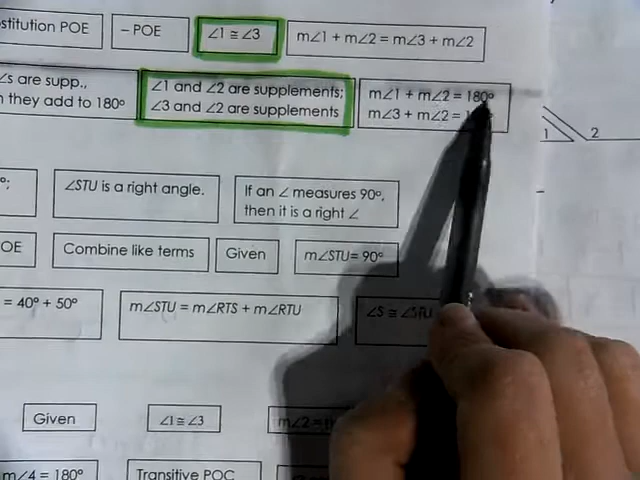 stitution POE
– POE
∠1 ≅ ∠3
m∠1 + m∠2 = m∠3 + m∠2
∠s are supp.,
they add to 180°
∠1 and ∠2 are supplements;
∠3 and ∠2 are supplements
m∠1 + m∠2 = 180°
m∠3 + m∠2 =
1 2
°;
∠STU is a right angle.
If an ∠ measures 90°,
then it is a right ∠
OE
Combine like terms
Given
m∠STU= 90°
= 40° + 50°
m∠STU = m∠RTS + m∠RTU
∠S ≅
Given
∠1 ≅ ∠3
m∠2 =
m∠4 = 180°
Transitive POC